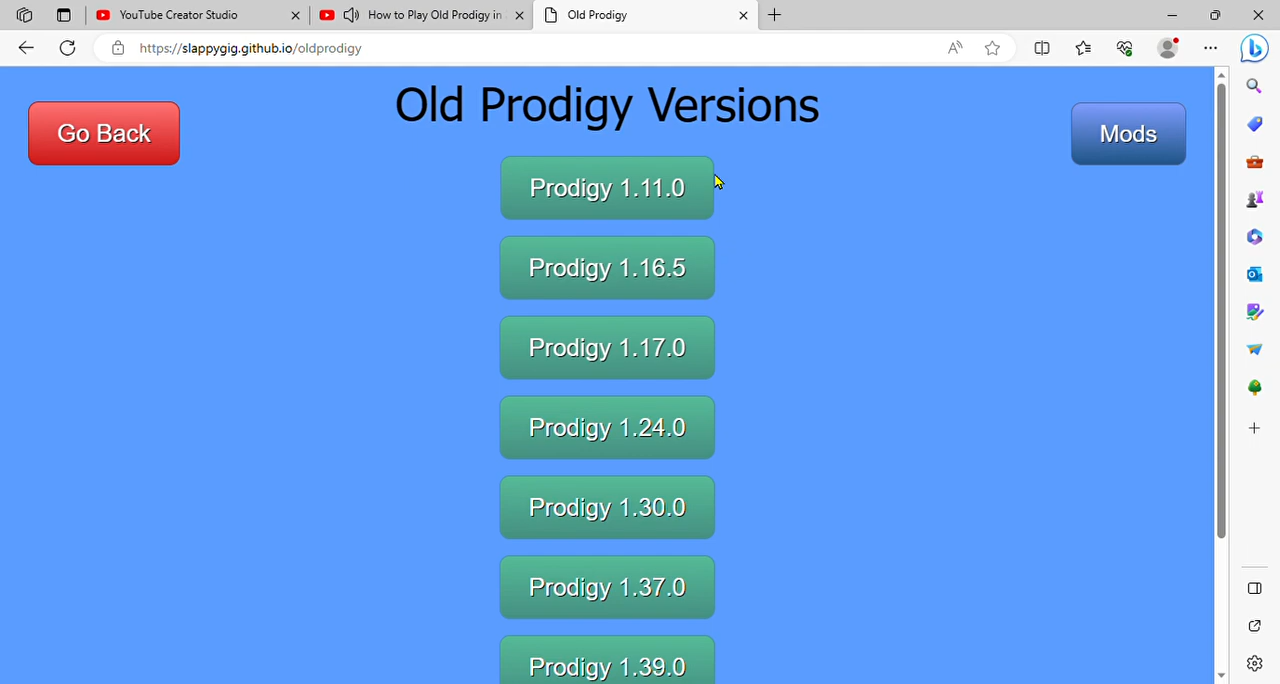 YouTube Creator Studio
How to Play Old Prodigy in
Old Prodigy
https://slappygig.github.io/oldprodigy
Old Prodigy Versions
Go Back
Mods
Prodigy 1.11.0
Prodigy 1.16.5
Prodigy 1.17.0
Prodigy 1.24.0
Prodigy 1.30.0
Prodigy 1.37.0
Prodigy 1.39.0